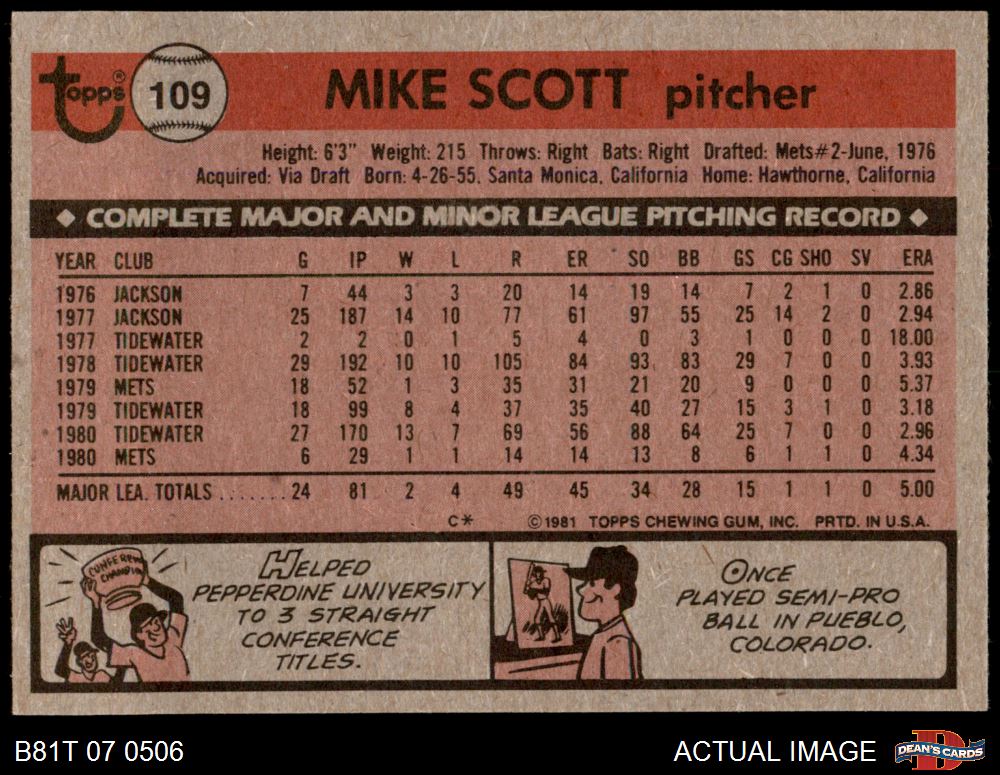 topps® 109 MIKE SCOTT pitcher
Height: 6'3" Weight: 215 Throws: Right Bats: Right Drafted: Mets#2-June, 1976
Acquired: Via Draft Born: 4-26-55, Santa Monica, California Home: Hawthorne, California
◆ COMPLETE MAJOR AND MINOR LEAGUE PITCHING RECORD ◆
YEAR CLUB G IP W L R ER SO BB GS CG SHO SV ERA
1976 JACKSON 7 44 3 3 20 14 19 14 7 2 1 0 2.86
1977 JACKSON 25 187 14 10 77 61 97 55 25 14 2 0 2.94
1977 TIDEWATER 2 2 0 1 5 4 0 3 1 0 0 0 18.00
1978 TIDEWATER 29 192 10 10 105 84 93 83 29 7 0 0 3.93
1979 METS 18 52 1 3 35 31 21 20 9 0 0 0 5.37
1979 TIDEWATER 18 99 8 4 37 35 40 27 15 3 1 0 3.18
1980 TIDEWATER 27 170 13 7 69 56 88 64 25 7 0 0 2.96
1980 METS 6 29 1 1 14 14 13 8 6 1 1 0 4.34
MAJOR LEA. TOTALS ....... 24 81 2 4 49 45 34 28 15 1 1 0 5.00
C* ©1981 TOPPS CHEWING GUM, INC. PRTD. IN U.S.A.
HELPED
PEPPERDINE UNIVERSITY
TO 3 STRAIGHT
CONFERENCE
TITLES.
ONCE
PLAYED SEMI-PRO
BALL IN PUEBLO,
COLORADO.
B81T 07 0506 ACTUAL IMAGE DEAN'S CARDS